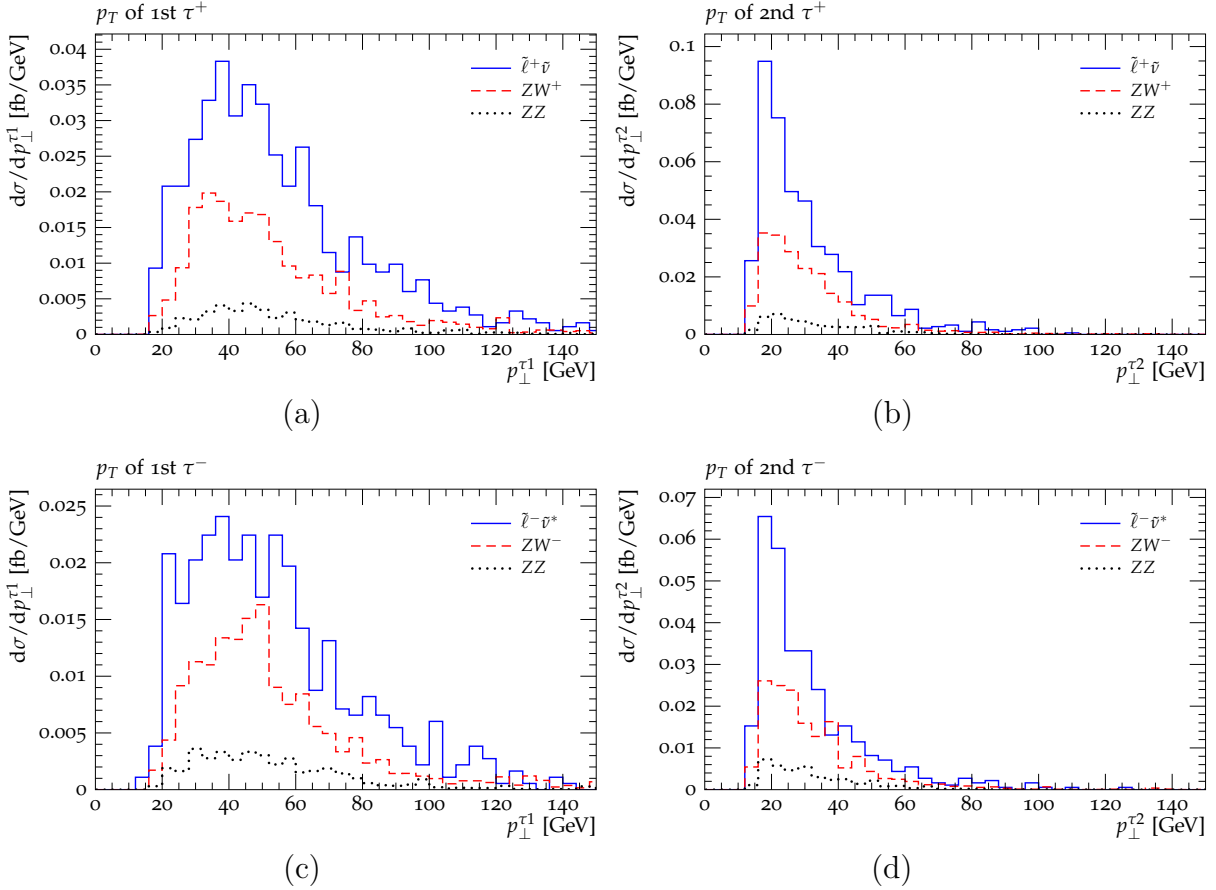 p_T of 1st τ⁺
dσ/dp_⊥^{τ1} [fb/GeV]
0.04
0.035
0.03
0.025
0.02
0.015
0.01
0.005
0
ℓ̃⁺ν̃
ZW⁺
ZZ
0 20 40 60 80 100 120 140
p_⊥^{τ1} [GeV]
(a)
p_T of 2nd τ⁺
dσ/dp_⊥^{τ2} [fb/GeV]
0.1
0.08
0.06
0.04
0.02
0
ℓ̃⁺ν̃
ZW⁺
ZZ
0 20 40 60 80 100 120 140
p_⊥^{τ2} [GeV]
(b)
p_T of 1st τ⁻
dσ/dp_⊥^{τ1} [fb/GeV]
0.025
0.02
0.015
0.01
0.005
0
ℓ̃⁻ν̃*
ZW⁻
ZZ
0 20 40 60 80 100 120 140
p_⊥^{τ1} [GeV]
(c)
p_T of 2nd τ⁻
dσ/dp_⊥^{τ2} [fb/GeV]
0.07
0.06
0.05
0.04
0.03
0.02
0.01
0
ℓ̃⁻ν̃*
ZW⁻
ZZ
0 20 40 60 80 100 120 140
p_⊥^{τ2} [GeV]
(d)